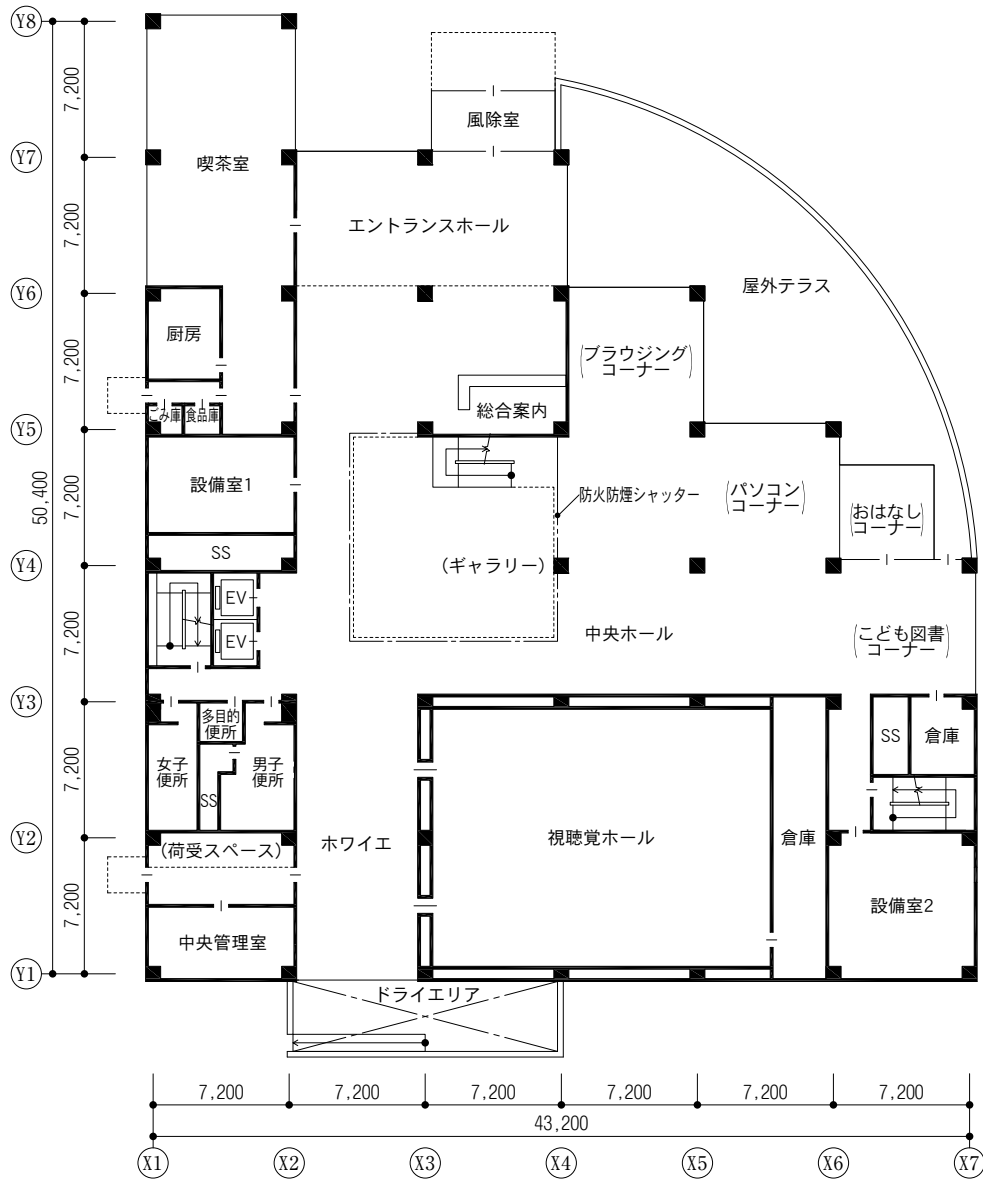 Y8
7,200
風除室
Y7
喫茶室
7,200
エントランスホール
Y6
屋外テラス
厨房
(ブラウジング
コーナー)
7,200
総合案内
ごみ庫
食品庫
Y5
50,400
7,200
設備室1
防火防煙シャッター
(パソコン
コーナー)
(おはなし
コーナー)
SS
Y4
(ギャラリー)
EV
EV
7,200
中央ホール
(こども図書
コーナー)
Y3
多目的
便所
SS
倉庫
7,200
女子
便所
男子
便所
SS
Y2
(荷受スペース)
ホワイエ
視聴覚ホール
倉庫
7,200
設備室2
中央管理室
Y1
ドライエリア
7,200
7,200
7,200
7,200
7,200
7,200
43,200
X1
X2
X3
X4
X5
X6
X7